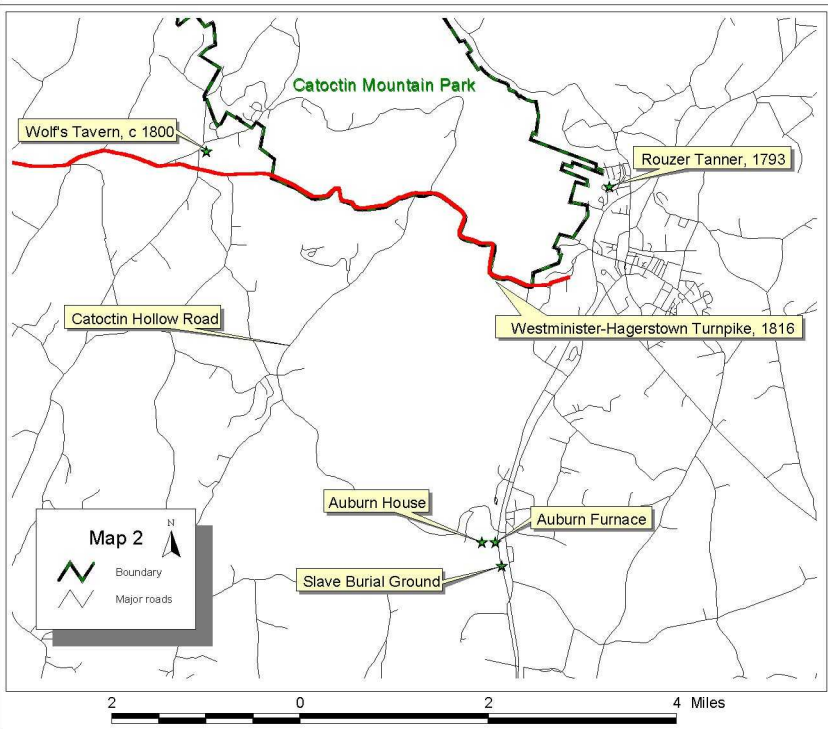 Catoctin Mountain Park
Wolf's Tavern, c 1800
Rouzer Tanner, 1793
Catoctin Hollow Road
Westminister-Hagerstown Turnpike, 1816
Auburn House
Auburn Furnace
Slave Burial Ground
Map 2
N
Boundary
Major roads
2 0 2 4 Miles